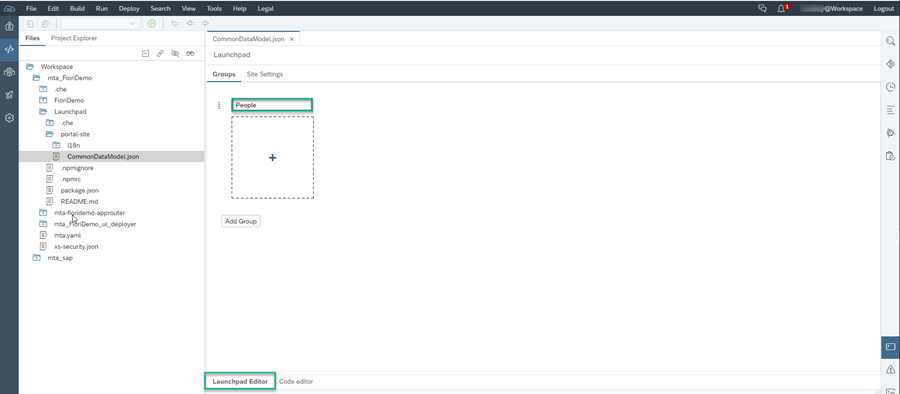 File Edit Build Run Deploy Search View Tools Help Legal
1
@Workspace Logout
Files Project Explorer
Workspace
mta_FioriDemo
.che
FioriDemo
Launchpad
.che
portal-site
i18n
CommonDataModel.json
.npmignore
.npmrc
package.json
README.md
mta-fioridemo-approuter
mta_FioriDemo_ui_deployer
mta.yaml
xs-security.json
mta_sap
CommonDataModel.json ×
Launchpad
Groups Site Settings
People
+
Add Group
Launchpad Editor Code editor